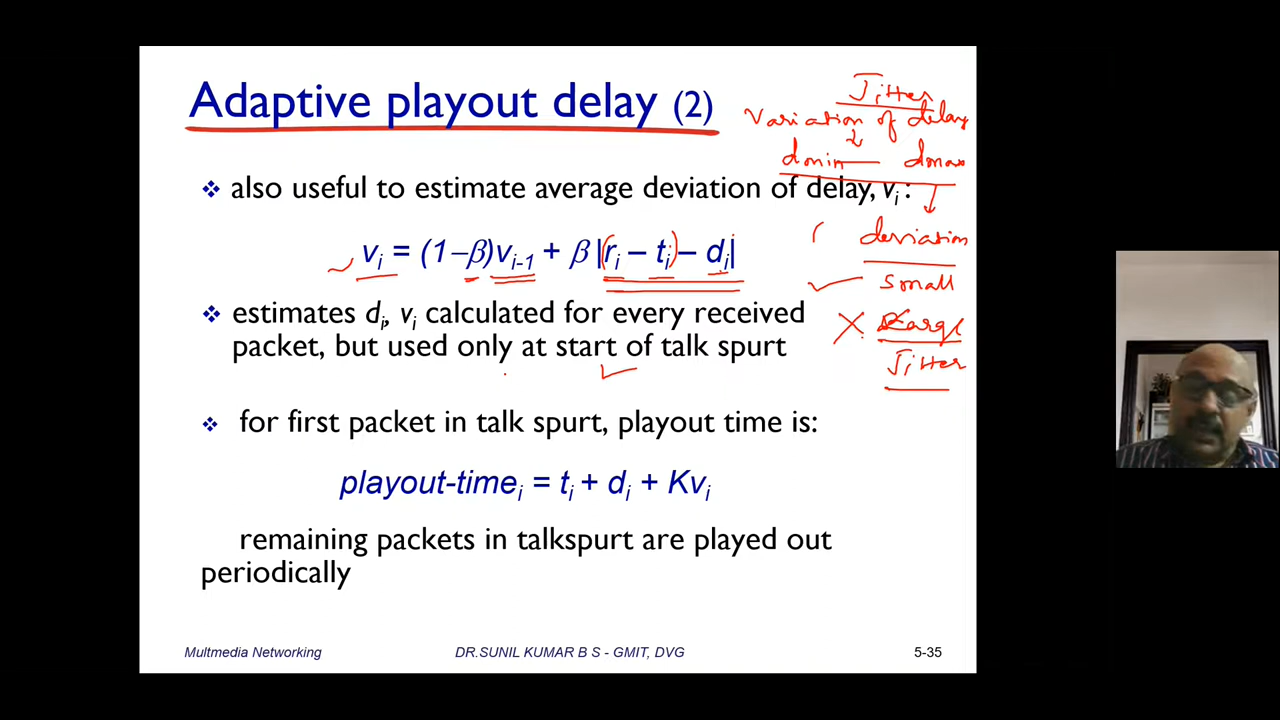 Adaptive playout delay (2)
Jitter
Variation of delay
dmin — dmax
❖ also useful to estimate average deviation of delay, vi :
deviation
vi = (1–β)vi-1 + β |ri – ti – di|
small
❖ estimates di, vi calculated for every received
packet, but used only at start of talk spurt
Large
Jitter
❖ for first packet in talk spurt, playout time is:
playout-timei = ti + di + Kvi
remaining packets in talkspurt are played out
periodically
Multmedia Networking
DR.SUNIL KUMAR B S - GMIT, DVG
5-35